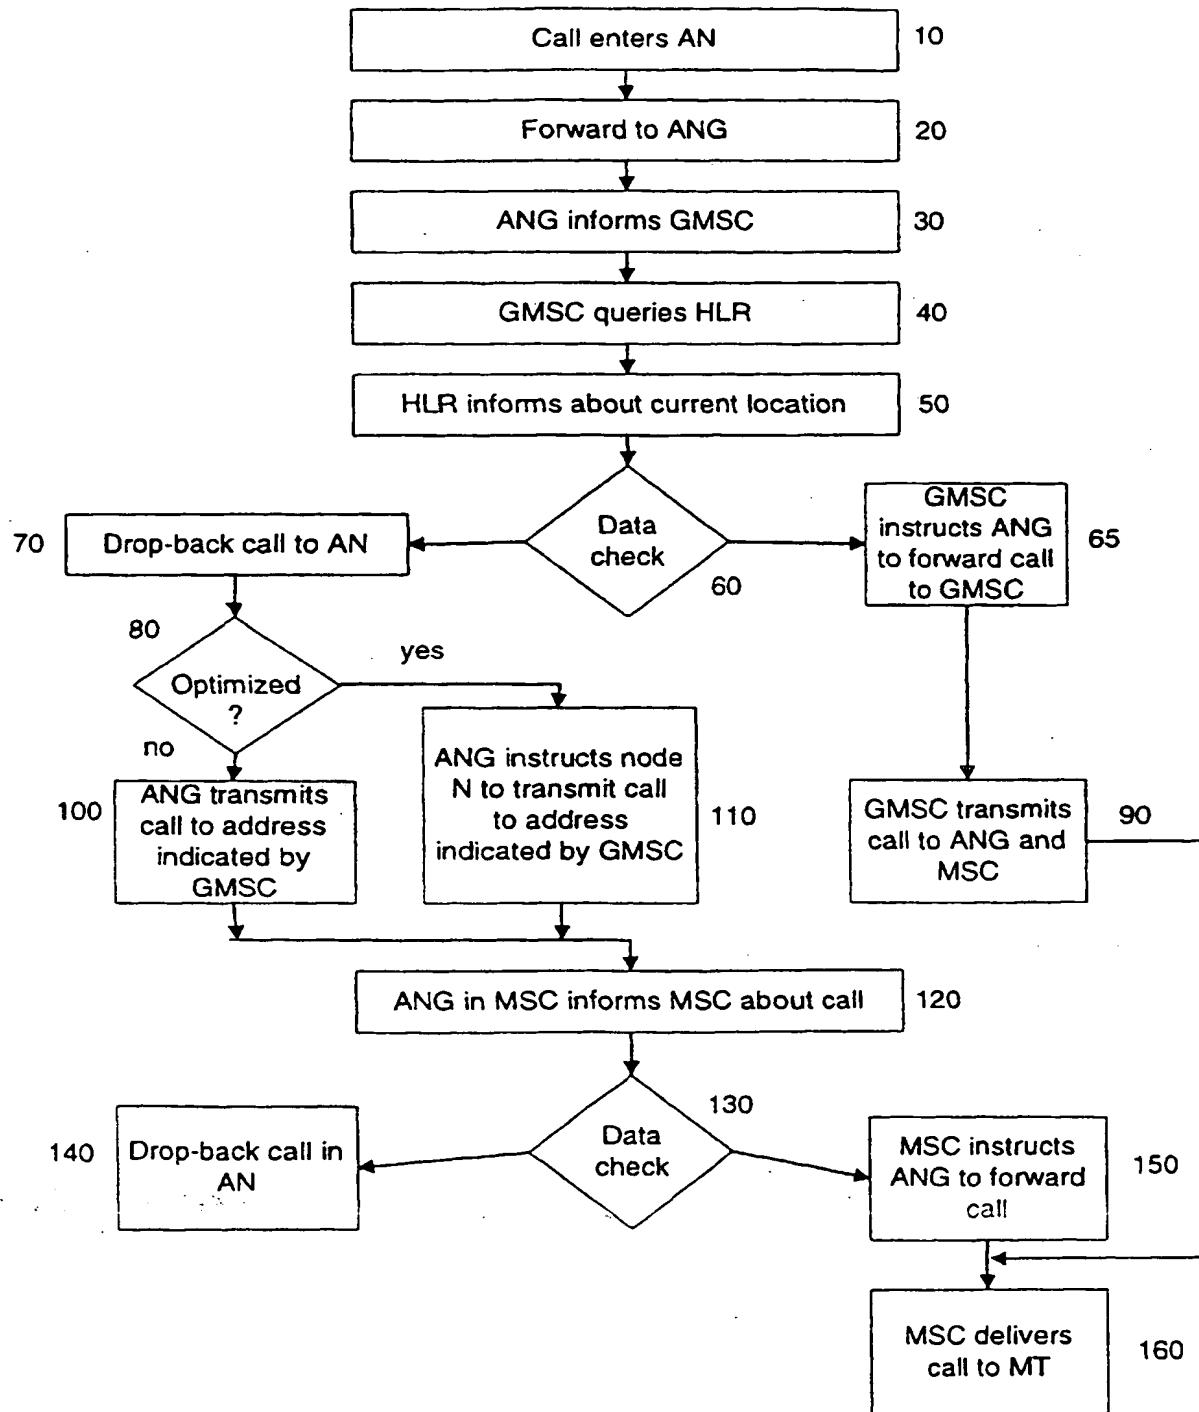 Call enters AN
10
Forward to ANG
20
ANG informs GMSC
30
GMSC queries HLR
40
HLR informs about current location
50
70
Drop-back call to AN
Data
check
60
GMSC
instructs ANG
to forward call
to GMSC
65
80
Optimized
?
yes
no
100
ANG transmits
call to address
indicated by
GMSC
ANG instructs node
N to transmit call
to address
indicated by GMSC
110
GMSC transmits
call to ANG and
MSC
90
ANG in MSC informs MSC about call
120
140
Drop-back call in
AN
Data
check
130
MSC instructs
ANG to forward
call
150
MSC delivers
call to MT
160